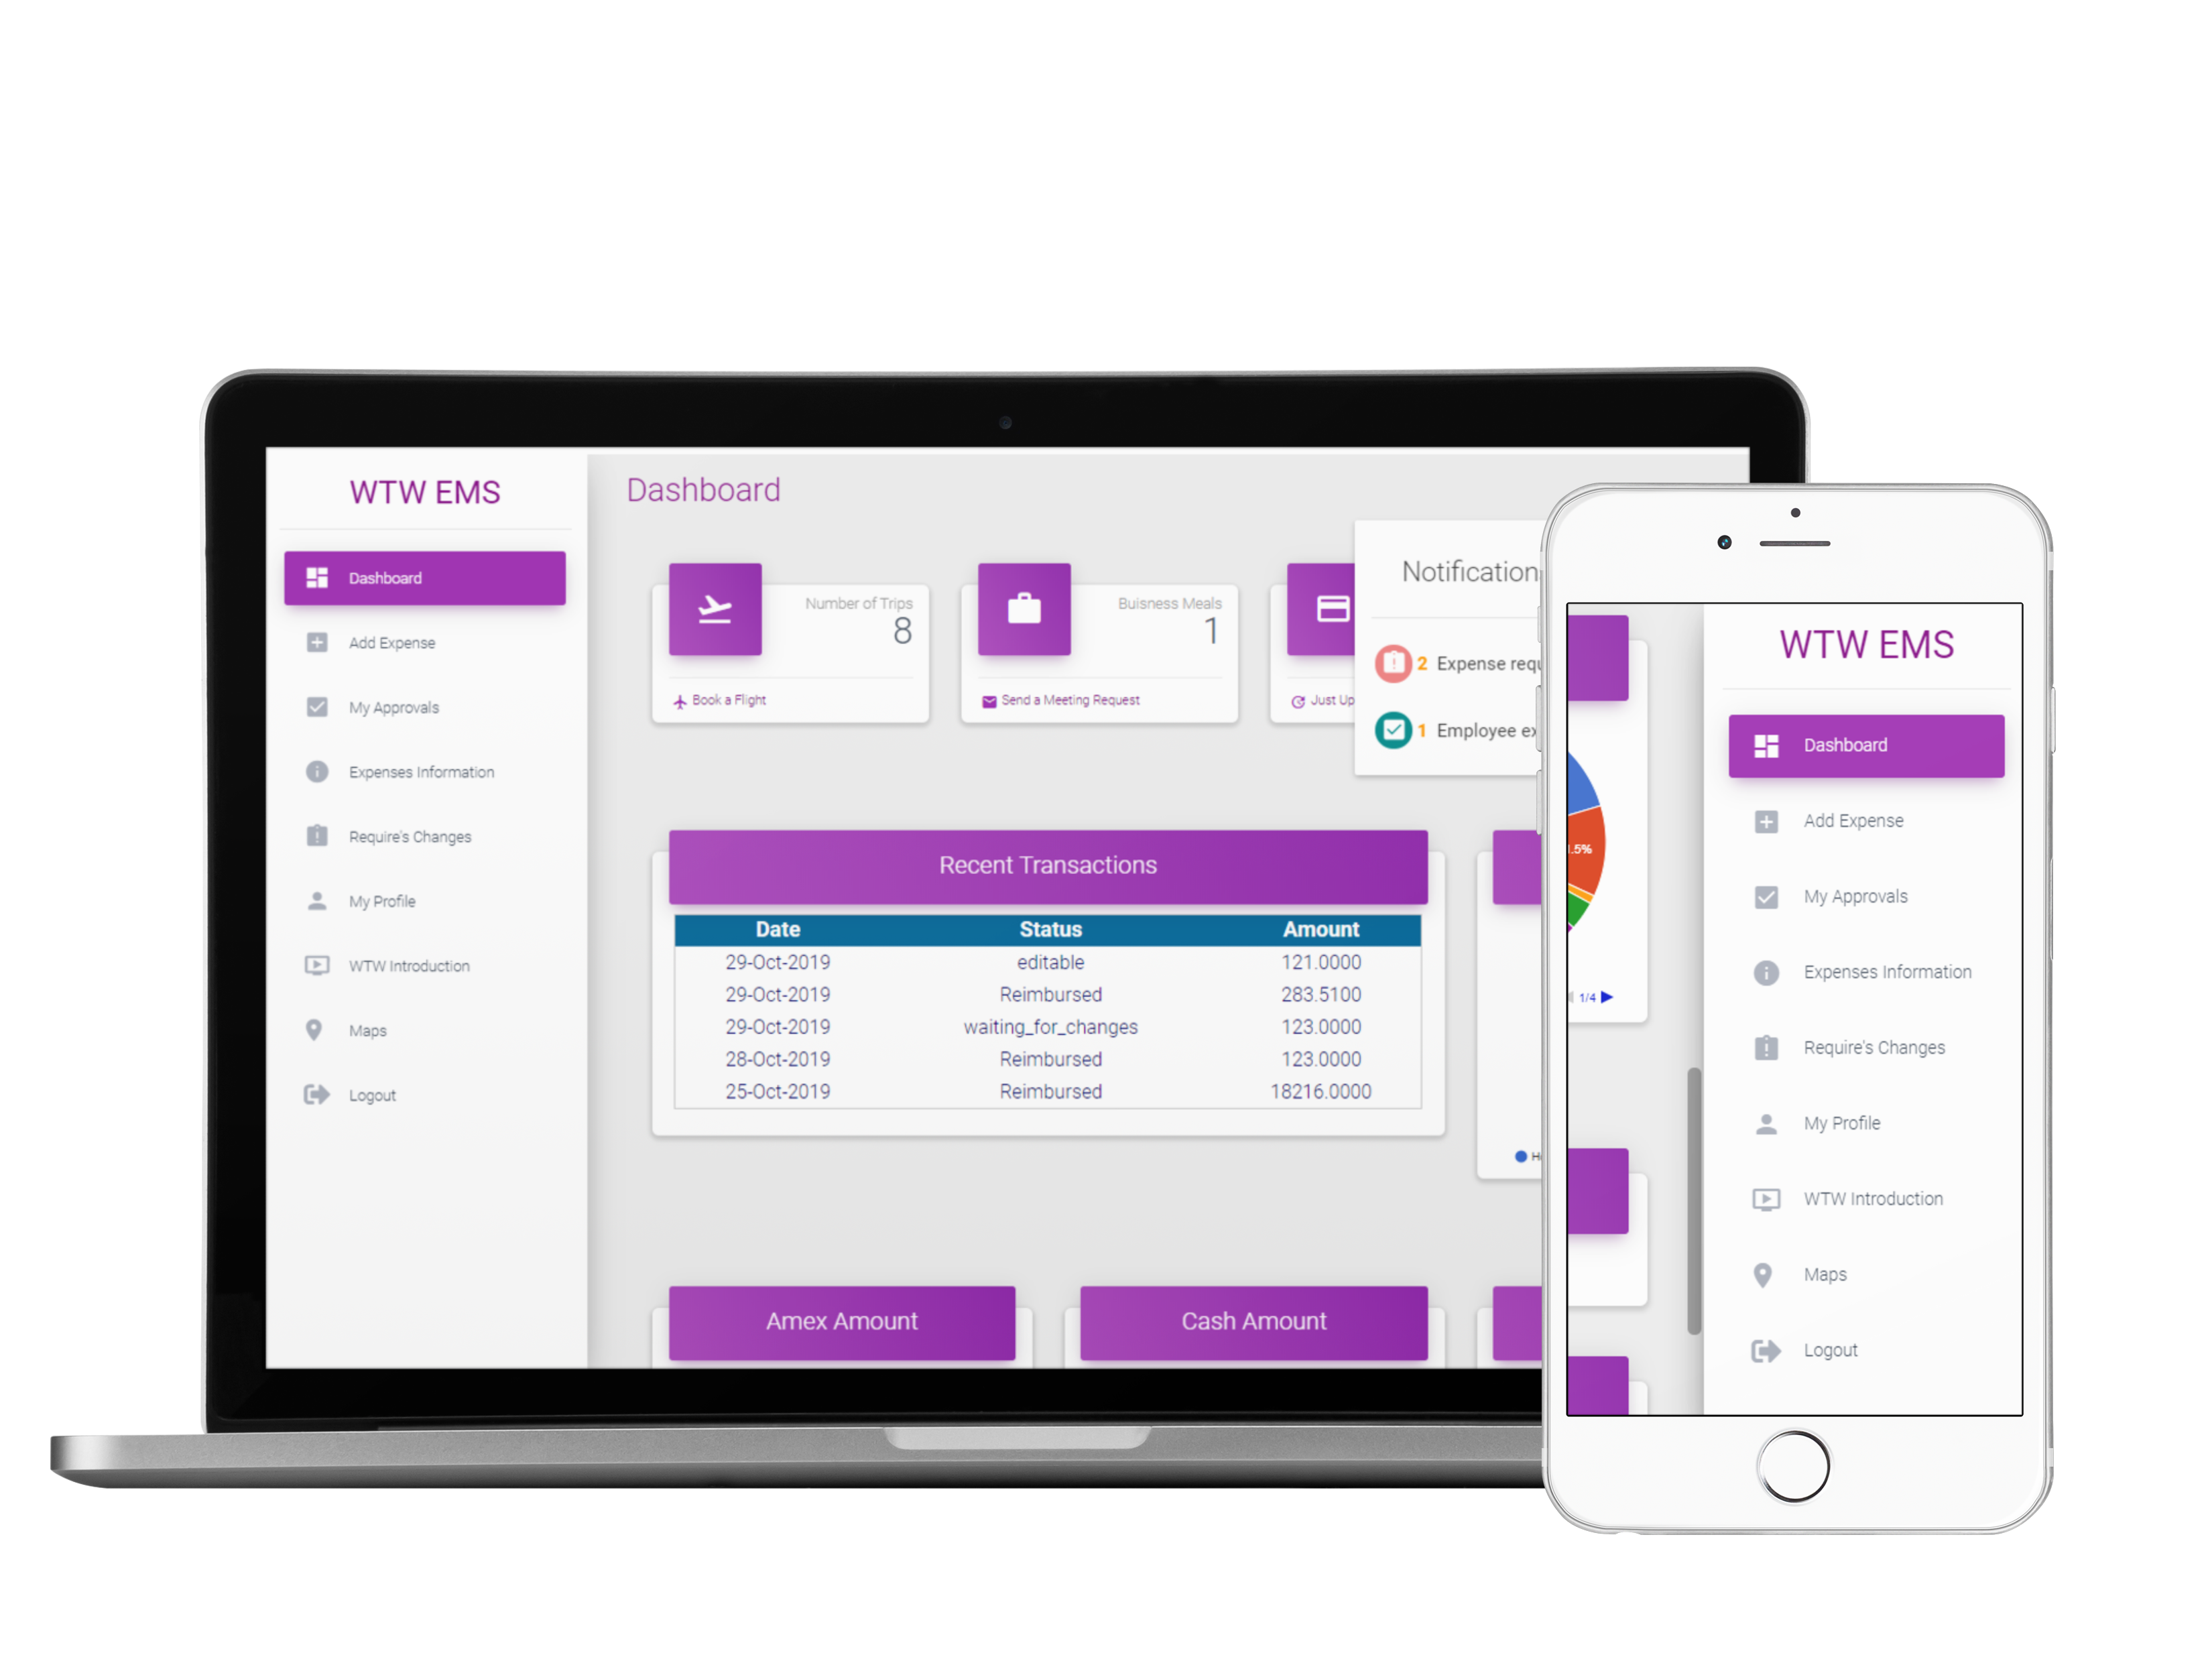 WTW EMS
Dashboard
Add Expense
My Approvals
Expenses Information
Require's Changes
My Profile
WTW Introduction
Maps
Logout
Dashboard
Number of Trips
8
Book a Flight
Buisness Meals
1
Send a Meeting Request
Just Up
Notification
2 Expense requ
1 Employee ex
Recent Transactions
Date Status Amount
29-Oct-2019 editable 121.0000
29-Oct-2019 Reimbursed 283.5100
29-Oct-2019 waiting_for_changes 123.0000
28-Oct-2019 Reimbursed 123.0000
25-Oct-2019 Reimbursed 18216.0000
Amex Amount
Cash Amount
.5%
1/4
WTW EMS
Dashboard
Add Expense
My Approvals
Expenses Information
Require's Changes
My Profile
WTW Introduction
Maps
Logout